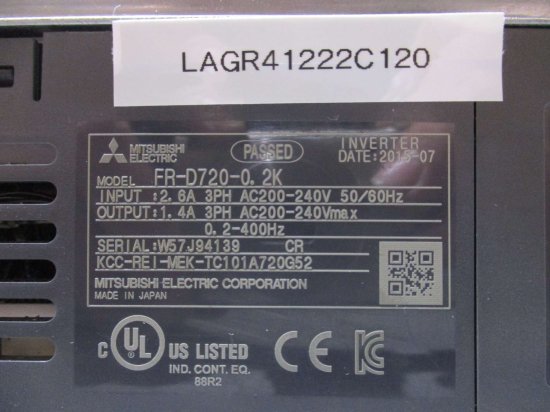 LAGR41222C120
MITSUBISHI ELECTRIC
PASSED
INVERTER
DATE: 2015-07
MODEL FR-D720-0.2K
INPUT :2.6A 3PH AC200-240V 50/60Hz
OUTPUT:1.4A 3PH AC200-240Vmax
0.2-400Hz
SERIAL:W57J94139 CR
KCC-REI-MEK-TC101A720G52
MITSUBISHI ELECTRIC CORPORATION
MADE IN JAPAN
C UL US LISTED
IND. CONT. EQ.
88R2
CE